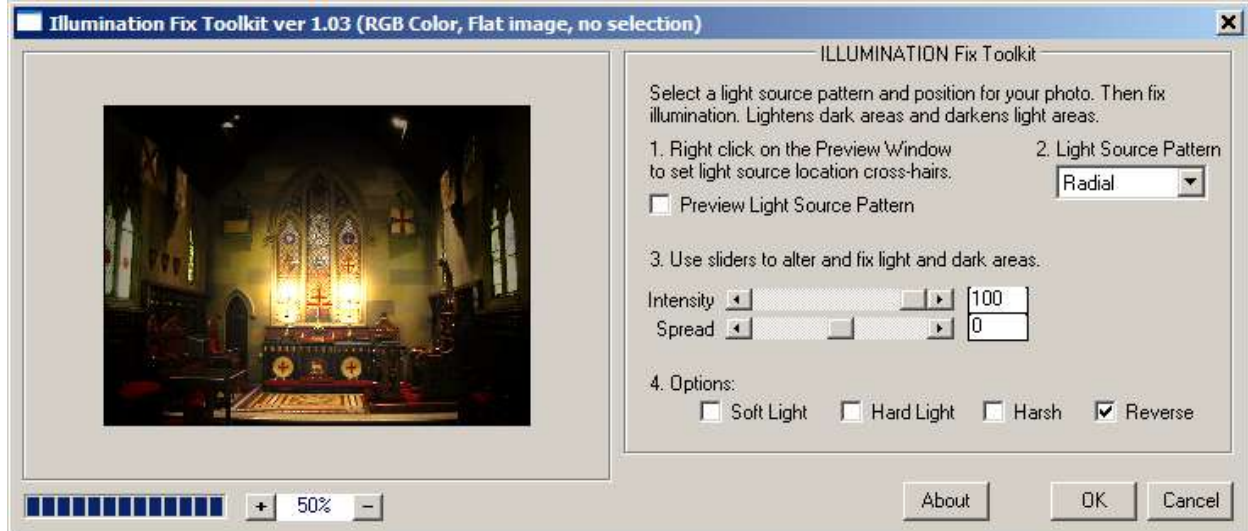 Illumination Fix Toolkit ver 1.03 (RGB Color, Flat image, no selection)
ILLUMINATION Fix Toolkit
Select a light source pattern and position for your photo. Then fix
illumination. Lightens dark areas and darkens light areas.
1. Right click on the Preview Window
to set light source location cross-hairs.
2. Light Source Pattern
Radial
Preview Light Source Pattern
3. Use sliders to alter and fix light and dark areas.
Intensity 100
Spread 0
4. Options:
Soft Light Hard Light Harsh Reverse
+ 50% -
About OK Cancel